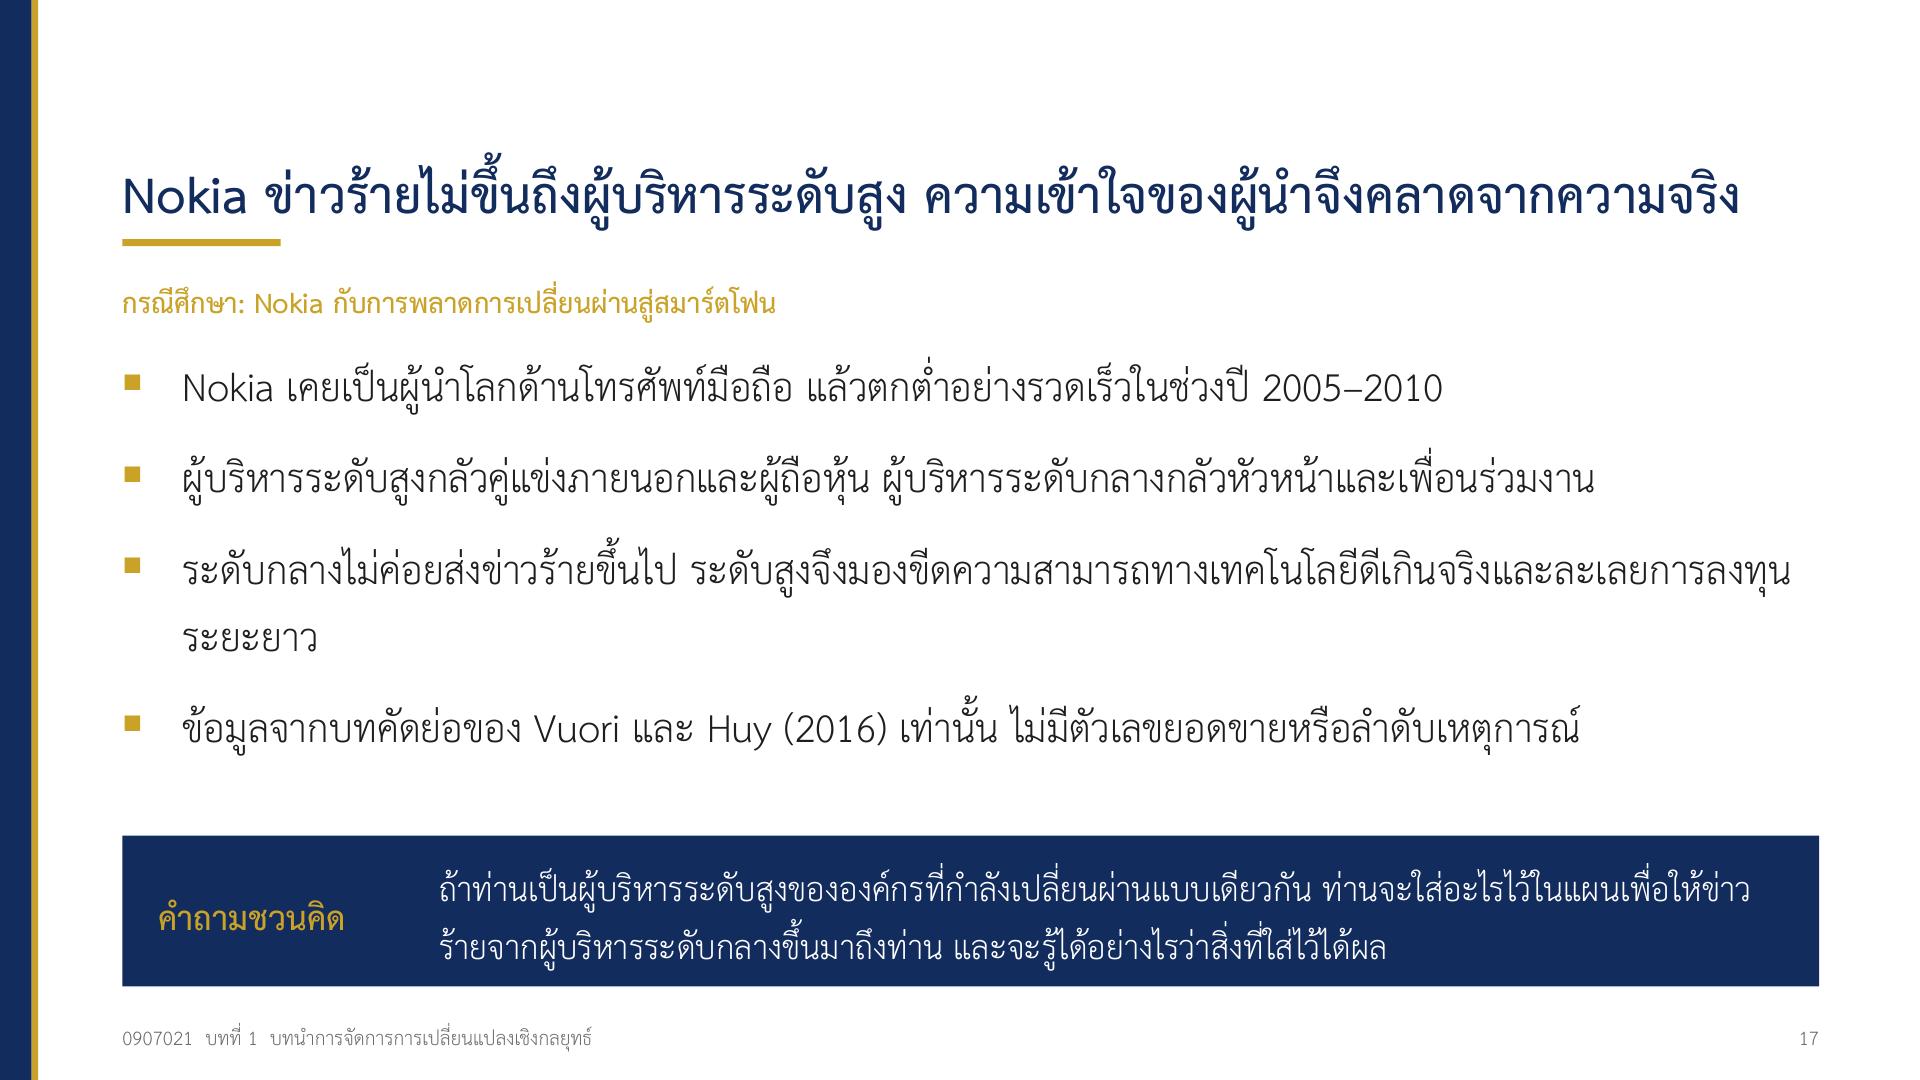 Nokia ข่าวร้ายไม่ขึ้นถึงผู้บริหารระดับสูง ความเข้าใจของผู้นำจึงคลาดจากความจริง
กรณีศึกษา: Nokia กับการพลาดการเปลี่ยนผ่านสู่สมาร์ตโฟน
Nokia เคยเป็นผู้นำโลกด้านโทรศัพท์มือถือ แล้วตกต่ำอย่างรวดเร็วในช่วงปี 2005–2010
ผู้บริหารระดับสูงกลัวคู่แข่งภายนอกและผู้ถือหุ้น ผู้บริหารระดับกลางกลัวหัวหน้าและเพื่อนร่วมงาน
ระดับกลางไม่ค่อยส่งข่าวร้ายขึ้นไป ระดับสูงจึงมองขีดความสามารถทางเทคโนโลยีดีเกินจริงและละเลยการลงทุน
ระยะยาว
ข้อมูลจากบทคัดย่อของ Vuori และ Huy (2016) เท่านั้น ไม่มีตัวเลขยอดขายหรือลำดับเหตุการณ์
คำถามชวนคิด
ถ้าท่านเป็นผู้บริหารระดับสูงขององค์กรที่กำลังเปลี่ยนผ่านแบบเดียวกัน ท่านจะใส่อะไรไว้ในแผนเพื่อให้ข่าว
ร้ายจากผู้บริหารระดับกลางขึ้นมาถึงท่าน และจะรู้ได้อย่างไรว่าสิ่งที่ใส่ไว้ได้ผล
0907021 บทที่ 1 บทนำการจัดการการเปลี่ยนแปลงเชิงกลยุทธ์
17